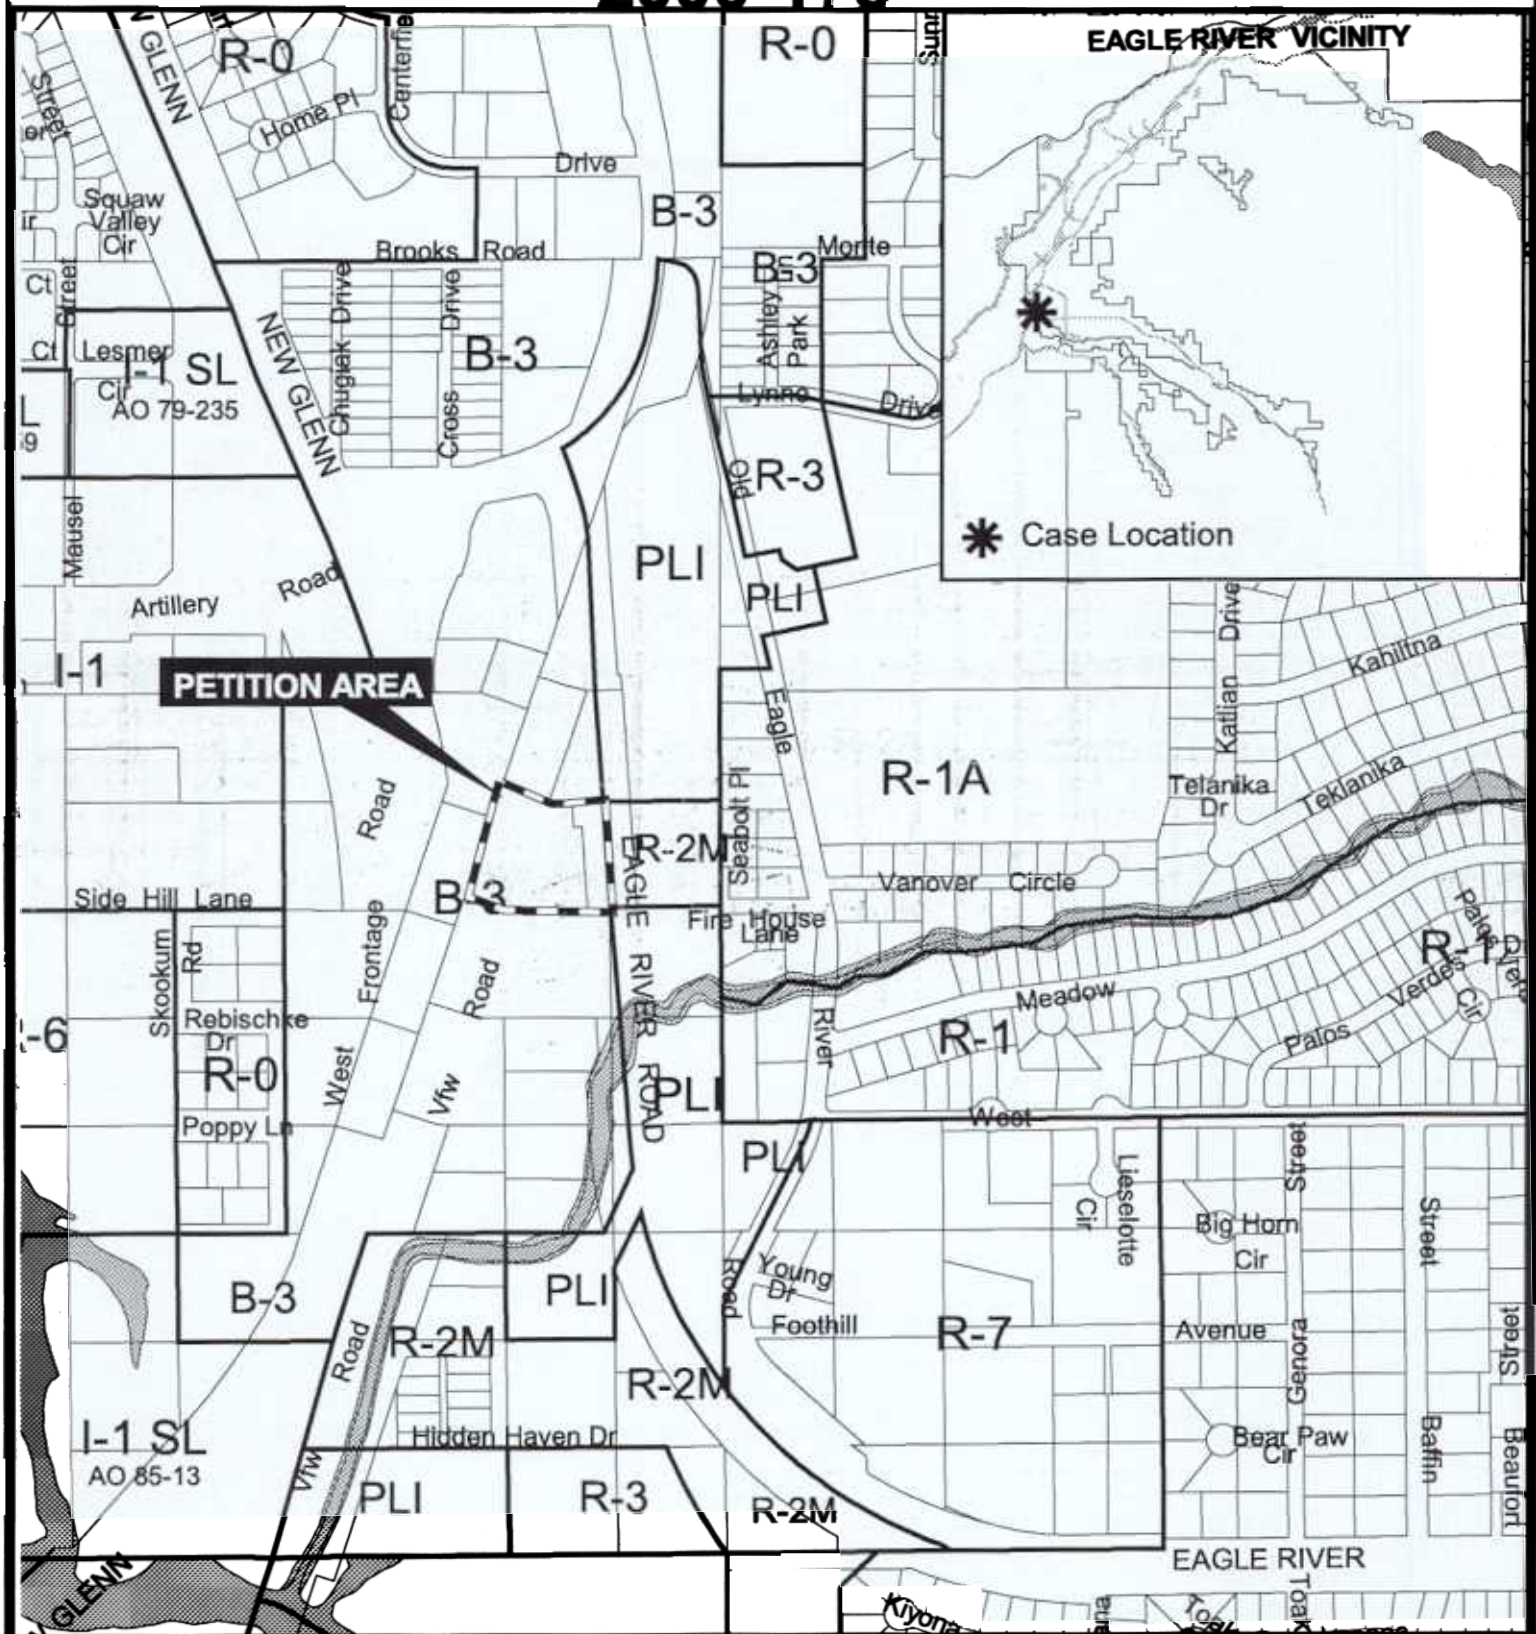 EAGLE RIVER VICINITY
Case Location
R-0
GLENN
Street
Home Pl
R-0
Drive
B-3
Squaw
Valley
Cir
Brooks Road
Monte
B-3
Ct
Street
Chugiak Drive
Cross Drive
B-3
Ashley
Park
NEW GLENN
Ct
Lesmer
Cir
I-1 SL
AO 79-235
Lynne Drive
Old
R-3
Mausel
PLI
PLI
Artillery Road
I-1
PETITION AREA
Eagle
Katlian Drive
Kahiltna
R-1A
Telanika
Dr
Teklanika
Road
R-2M
Seabolt Pl
B-3
Side Hill Lane
Vanover Circle
Fire House
Lane
EAGLE RIVER ROAD
Skookum
Rd
West Frontage
Vfw Road
Rebischke
Dr
R-0
-6
Meadow
R-1
River
Palos Verdes
Cir
Palos
R-1
PLI
Poppy Ln
West
PLI
Lieselotte
Cir
Street
Big Horn
Cir
Street
B-3
PLI
Road
Young
Dr
Foothill
R-7
Avenue
Genora
Street
R-2M
Road
R-2M
I-1 SL
AO 85-13
Hidden Haven Dr
Bear Paw
Cir
Baffin
Beaufort
Vfw
PLI
R-3
R-2M
EAGLE RIVER
GLENN